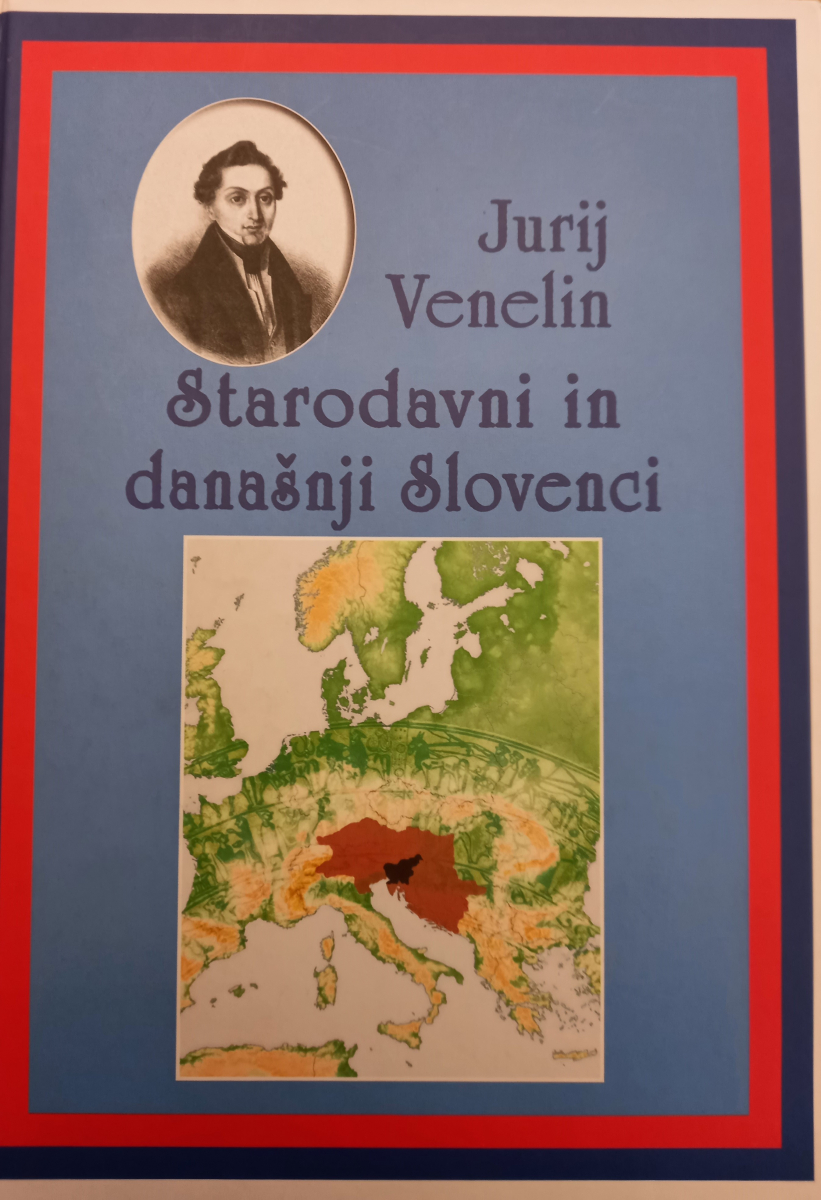 Jurij
Venelin
Starodavni in
današnji Slovenci